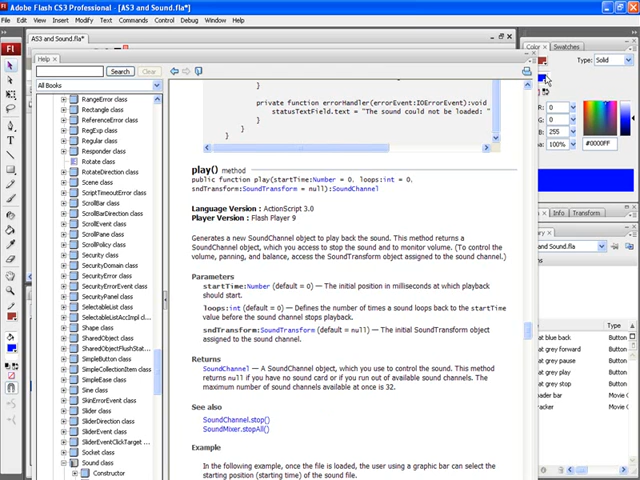 Adobe Flash CS3 Professional - [AS3 and Sound.fla*]
File Edit View Insert Modify Text Commands Control Debug Window Help
AS3 and Sound.fla*
Help
Search Clear
All Books
RangeError class
Rectangle class
ReferenceError class
RegExp class
Regular class
Responder class
Rotate class
RotateDirection class
Scene class
ScriptTimeoutError class
ScrollBar class
ScrollBarDirection class
ScrollEvent class
ScrollPane class
ScrollPolicy class
Security class
SecurityDomain class
SecurityError class
SecurityErrorEvent class
SecurityPanel class
SelectableList class
SelectableListAccImpl cl
Shape class
SharedObject class
SharedObjectFlushStat...
SimpleButton class
SimpleCollectionItem class
SimpleEase class
Sine class
SkinErrorEvent class
Slider class
SliderDirection class
SliderEvent class
SliderEventClickTarget ...
Socket class
Sound class
Constructor
}
private function errorHandler(errorEvent:IOErrorEvent):void
statusTextField.text = "The sound could not be loaded: "
}
}
play() method
public function play(startTime:Number = 0, loops:int = 0,
sndTransform:SoundTransform = null):SoundChannel
Language Version : ActionScript 3.0
Player Version : Flash Player 9
Generates a new SoundChannel object to play back the sound. This method returns a
SoundChannel object, which you access to stop the sound and to monitor volume. (To control the
volume, panning, and balance, access the SoundTransform object assigned to the sound channel.)
Parameters
startTime:Number (default = 0) — The initial position in milliseconds at which playback
should start.
loops:int (default = 0) — Defines the number of times a sound loops back to the startTime
value before the sound channel stops playback.
sndTransform:SoundTransform (default = null) — The initial SoundTransform object
assigned to the sound channel.
Returns
SoundChannel — A SoundChannel object, which you use to control the sound. This method
returns null if you have no sound card or if you run out of available sound channels. The
maximum number of sound channels available at once is 32.
See also
SoundChannel.stop()
SoundMixer.stopAll()
Example
In the following example, once the file is loaded, the user using a graphic bar can select the
starting position (starting time) of the sound file.
Color Swatches
Type: Solid
R: 0
G: 0
B: 255
100% #0000FF
Info Transform
Sound.fla
at blue back Button
at grey forward Button
at grey pause Button
at grey play Button
at grey stop Button
Movie C
Movie C